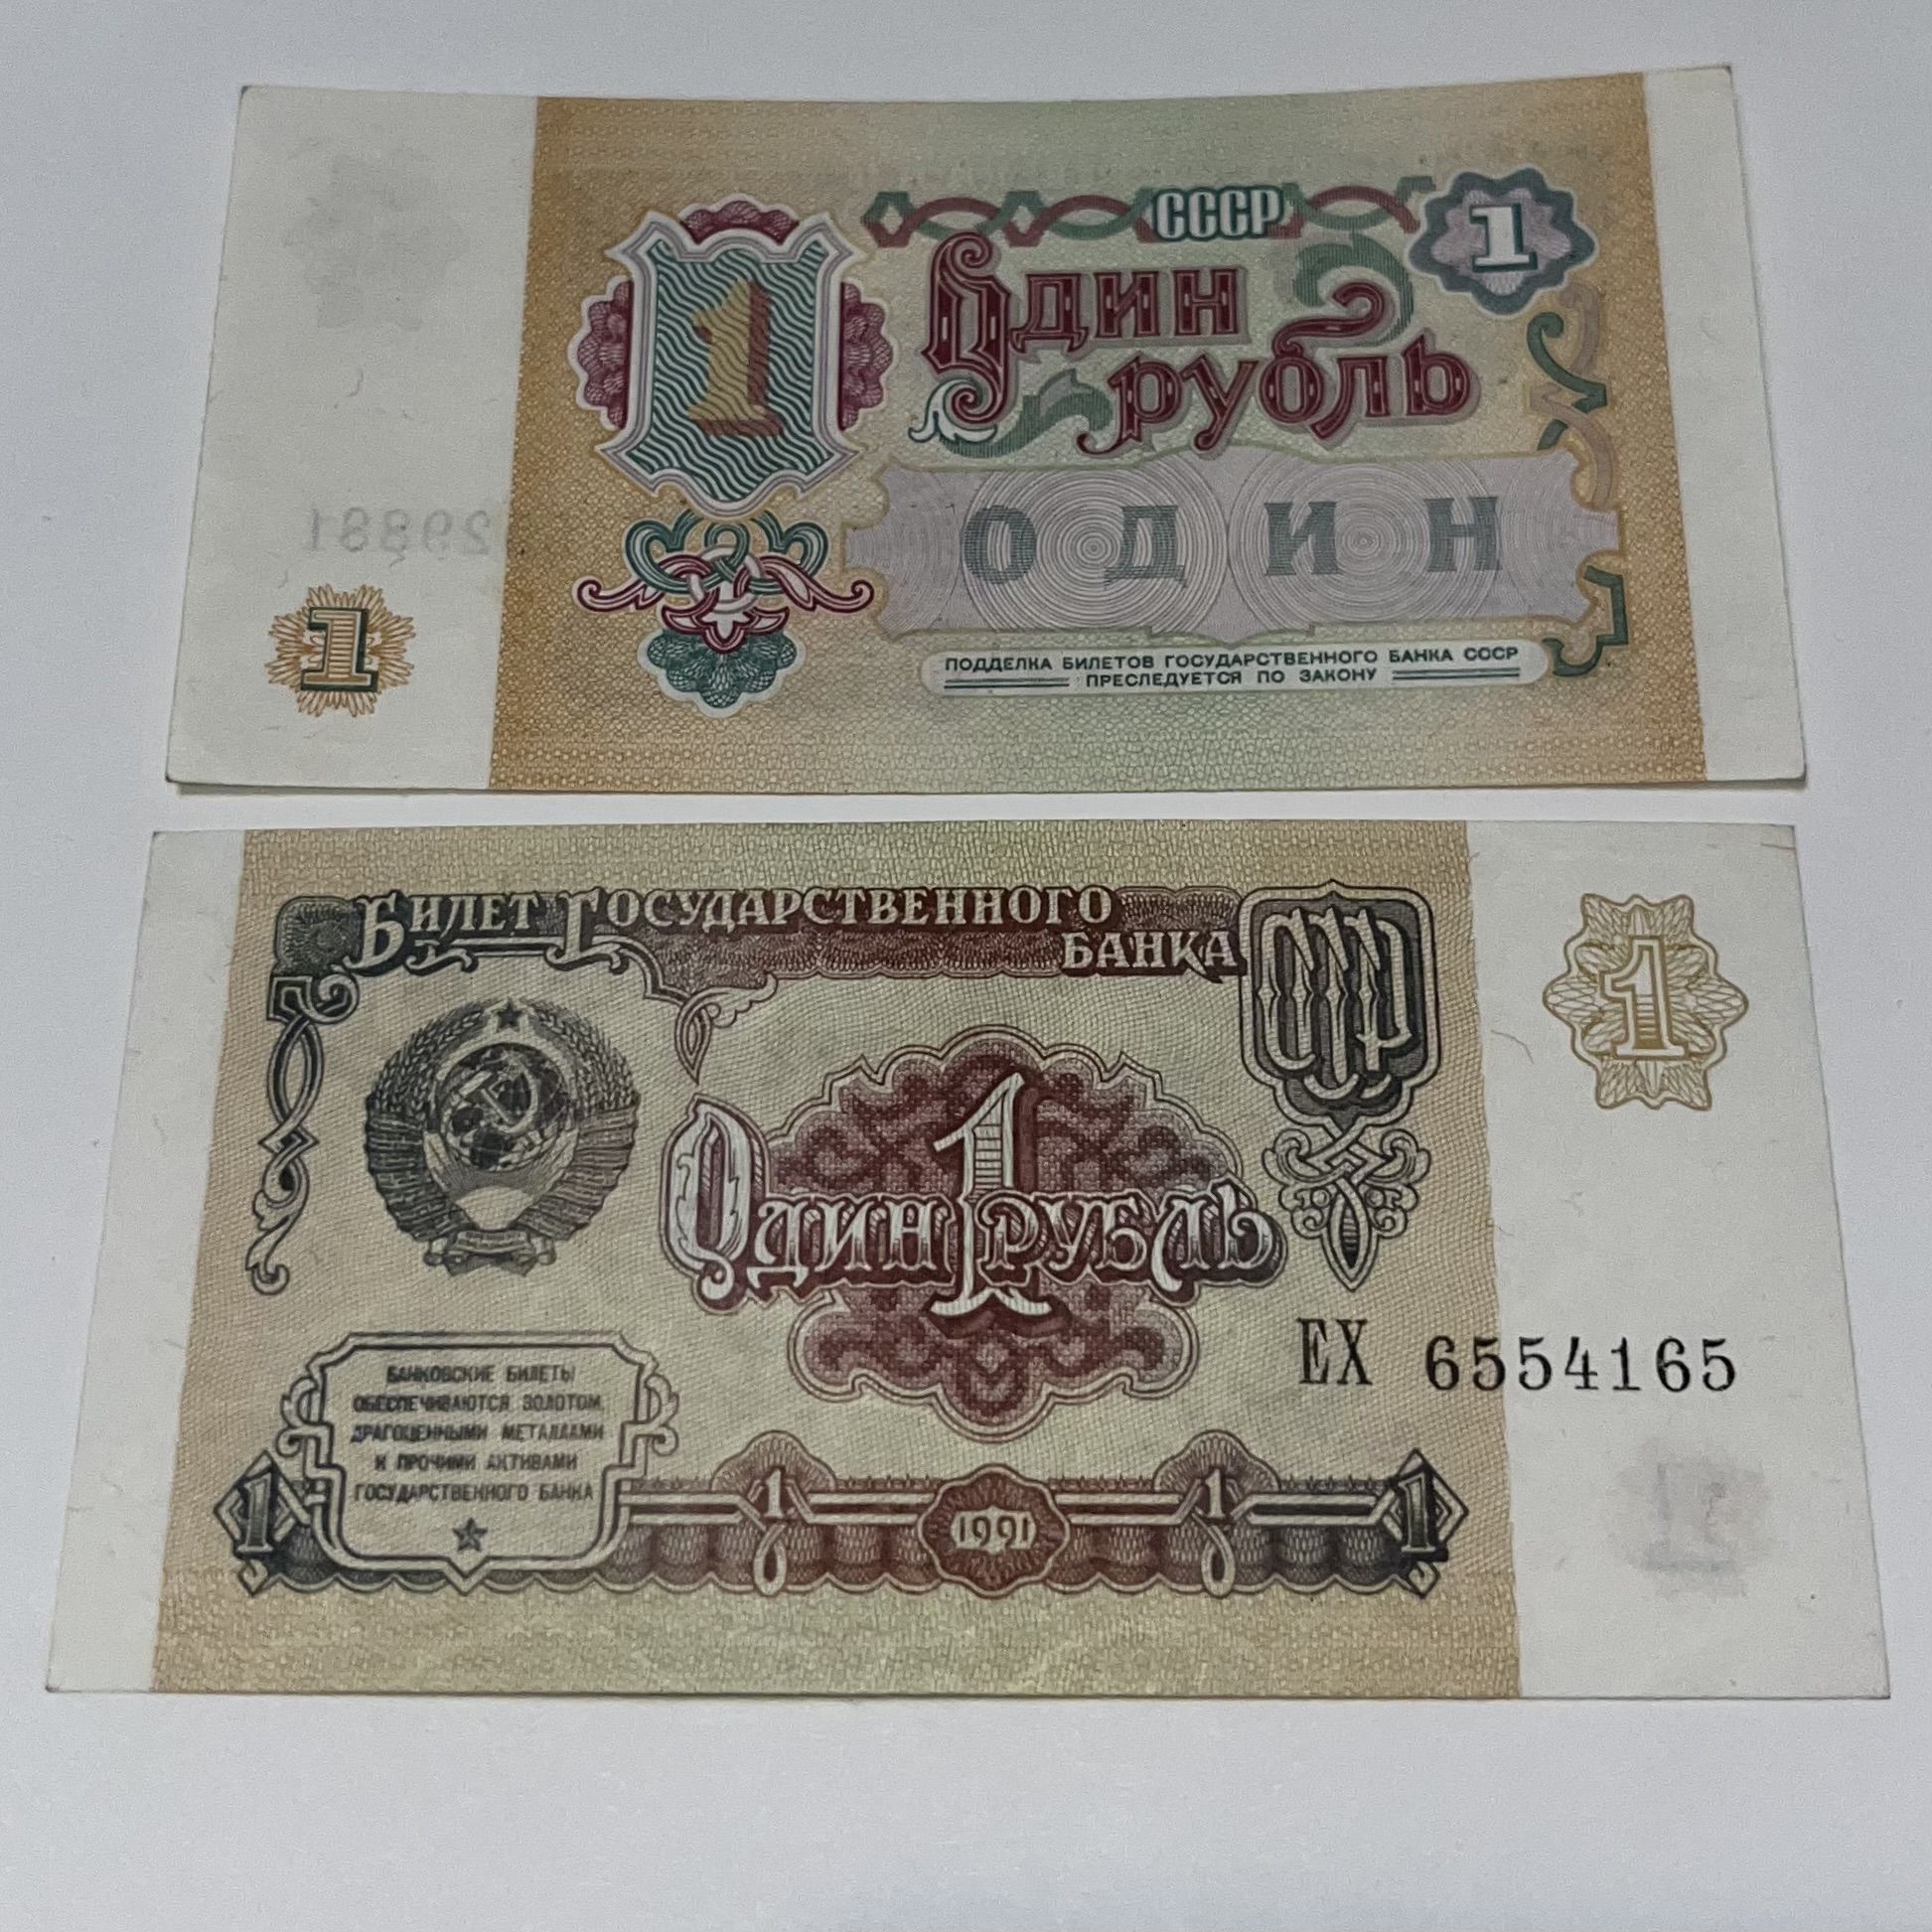 СССР
1
1
Один
рубль
ОДИН
1
ПОДДЕЛКА БИЛЕТОВ ГОСУДАРСТВЕННОГО БАНКА СССР
ПРЕСЛЕДУЕТСЯ ПО ЗАКОНУ
БИЛЕТ ГОСУДАРСТВЕННОГО
БАНКА СССР
1
1
ОДИН РУБЛЬ
ЕХ 6554165
БАНКОВСКИЕ БИЛЕТЫ
ОБЕСПЕЧИВАЮТСЯ ЗОЛОТОМ,
ДРАГОЦЕННЫМИ МЕТАЛЛАМИ
И ПРОЧИМИ АКТИВАМИ
ГОСУДАРСТВЕННОГО БАНКА
1 1 1991 1 1